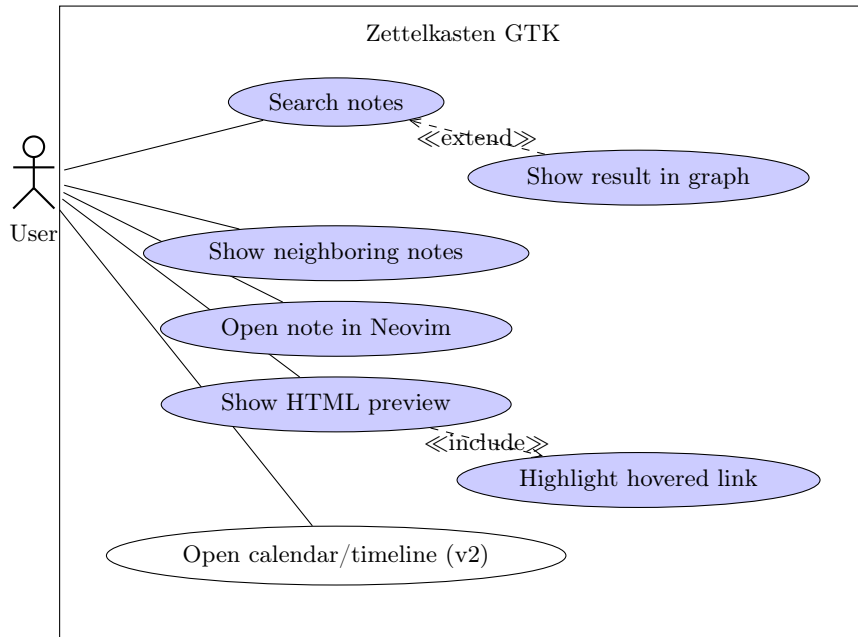 Zettelkasten GTK
Search notes
≪extend≫
Show result in graph
User
Show neighboring notes
Open note in Neovim
Show HTML preview
≪include≫
Highlight hovered link
Open calendar/timeline (v2)